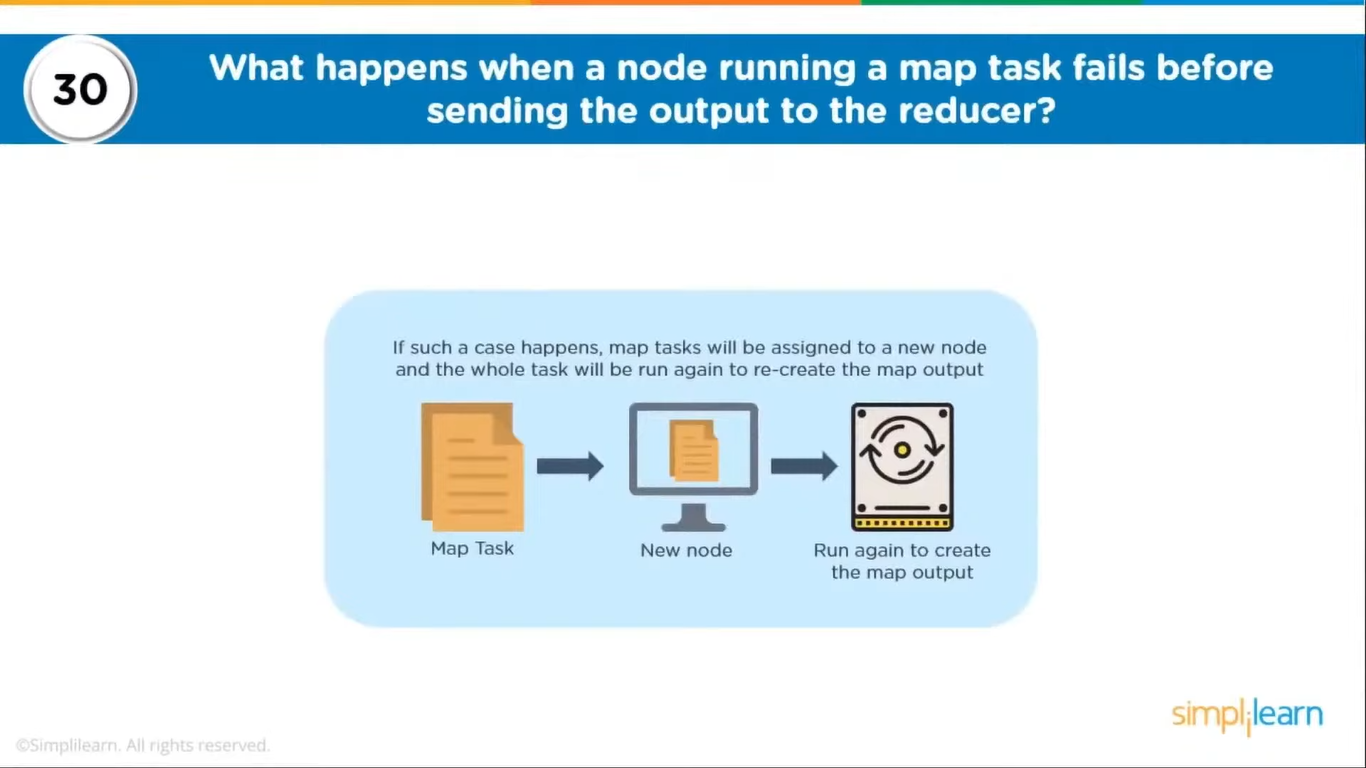 30
What happens when a node running a map task fails before
sending the output to the reducer?
If such a case happens, map tasks will be assigned to a new node
and the whole task will be run again to re-create the map output
Map Task
New node
Run again to create
the map output
simplilearn
©Simplilearn. All rights reserved.